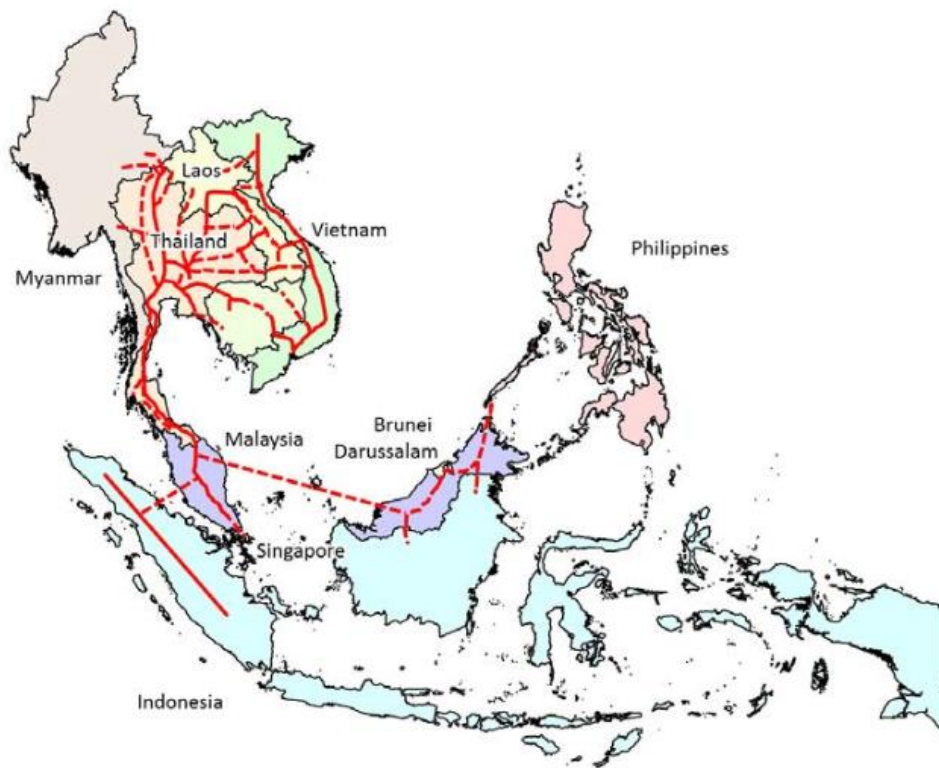 Laos
Vietnam
Thailand
Philippines
Myanmar
Brunei
Darussalam
Malaysia
Singapore
Indonesia